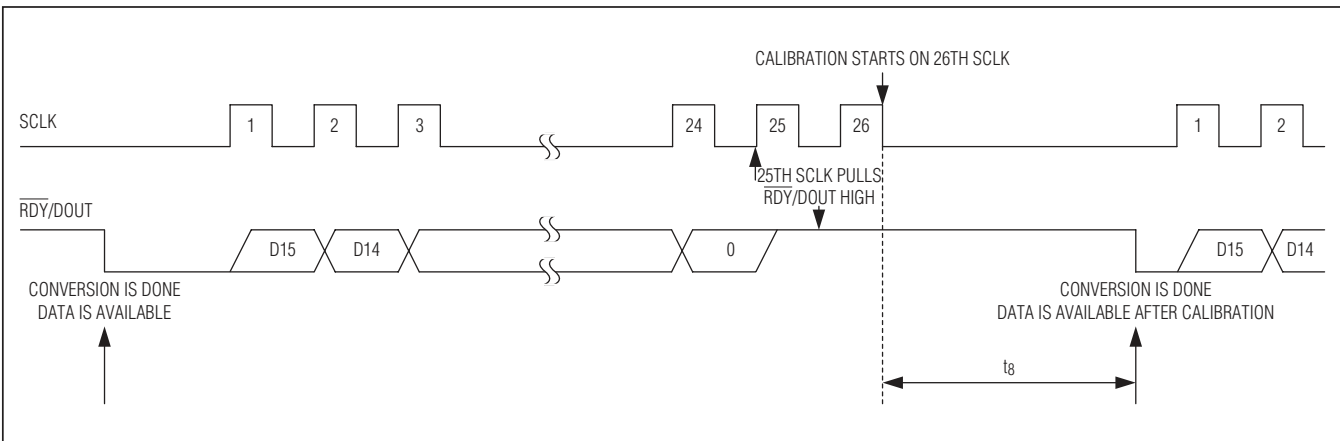 CALIBRATION STARTS ON 26TH SCLK
SCLK
1
2
3
24
25
26
1
2
25TH SCLK PULLS
RDY/DOUT HIGH
RDY/DOUT
D15
D14
0
D15
D14
CONVERSION IS DONE
DATA IS AVAILABLE
CONVERSION IS DONE
DATA IS AVAILABLE AFTER CALIBRATION
t8